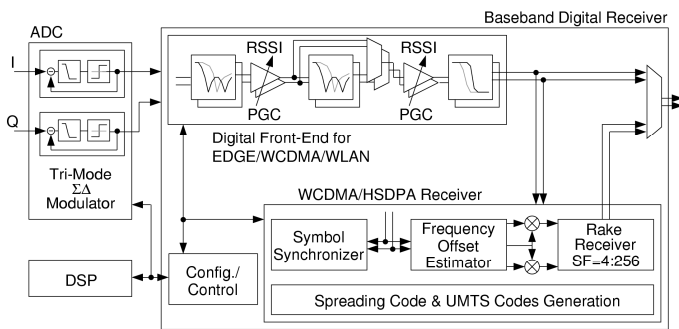 ADC
Baseband Digital Receiver
I
Q
RSSI
RSSI
PGC
PGC
Digital Front-End for
EDGE/WCDMA/WLAN
Tri-Mode
ΣΔ
Modulator
WCDMA/HSDPA Receiver
Symbol
Synchronizer
Frequency
Offset
Estimator
Rake
Receiver
SF=4:256
DSP
Config./
Control
Spreading Code & UMTS Codes Generation